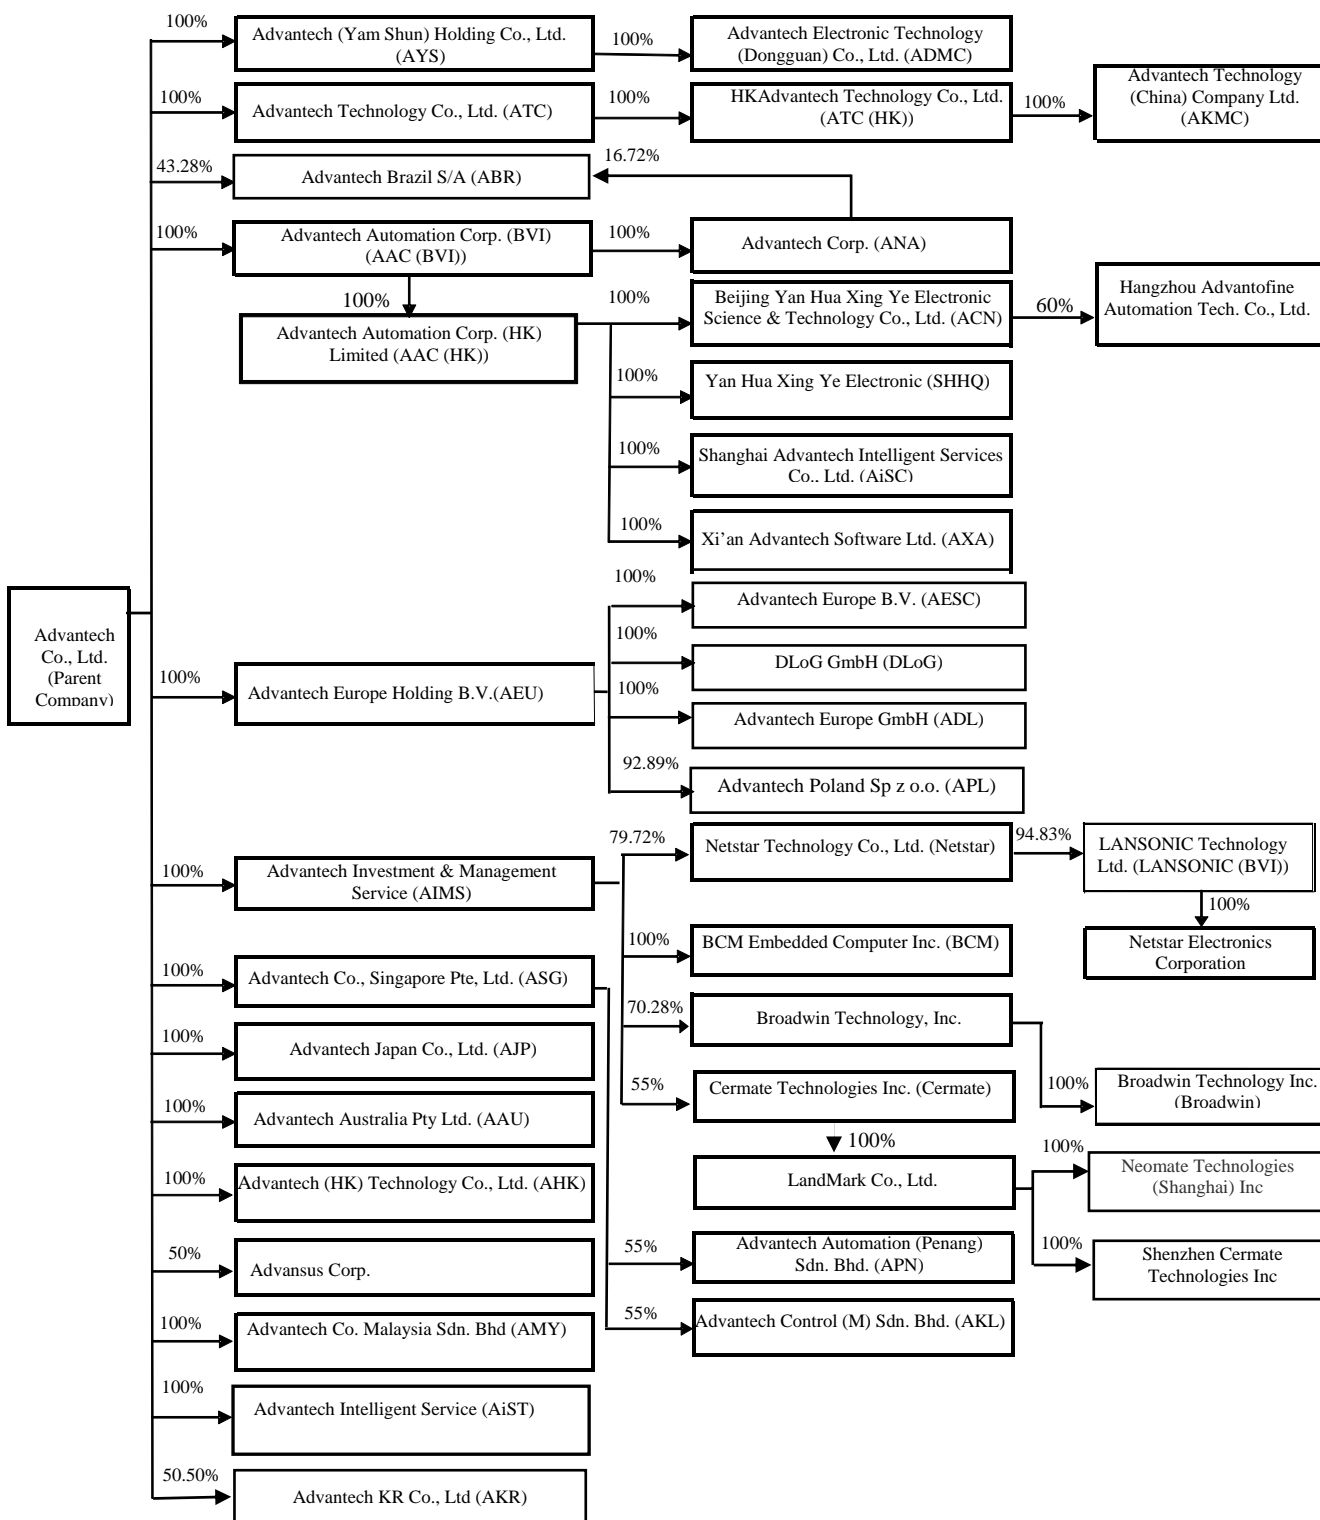 100%
Advantech (Yam Shun) Holding Co., Ltd.
(AYS)
100%
Advantech Electronic Technology
(Dongguan) Co., Ltd. (ADMC)
100%
Advantech Technology Co., Ltd. (ATC)
100%
HKAdvantech Technology Co., Ltd.
(ATC (HK))
100%
Advantech Technology
(China) Company Ltd.
(AKMC)
43.28%
Advantech Brazil S/A (ABR)
16.72%
100%
Advantech Automation Corp. (BVI)
(AAC (BVI))
100%
Advantech Corp. (ANA)
100%
Advantech Automation Corp. (HK)
Limited (AAC (HK))
100%
Beijing Yan Hua Xing Ye Electronic
Science & Technology Co., Ltd. (ACN)
60%
Hangzhou Advantofine
Automation Tech. Co., Ltd.
100%
Yan Hua Xing Ye Electronic (SHHQ)
100%
Shanghai Advantech Intelligent Services
Co., Ltd. (AiSC)
100%
Xi’an Advantech Software Ltd. (AXA)
Advantech
Co., Ltd.
(Parent
Company)
100%
Advantech Europe Holding B.V.(AEU)
100%
Advantech Europe B.V. (AESC)
100%
DLoG GmbH (DLoG)
100%
Advantech Europe GmbH (ADL)
92.89%
Advantech Poland Sp z o.o. (APL)
100%
Advantech Investment & Management
Service (AIMS)
79.72%
Netstar Technology Co., Ltd. (Netstar)
94.83%
LANSONIC Technology
Ltd. (LANSONIC (BVI))
100%
Netstar Electronics
Corporation
100%
BCM Embedded Computer Inc. (BCM)
100%
Advantech Co., Singapore Pte, Ltd. (ASG)
70.28%
Broadwin Technology, Inc.
100%
Advantech Japan Co., Ltd. (AJP)
55%
Cermate Technologies Inc. (Cermate)
100%
Broadwin Technology Inc.
(Broadwin)
100%
Advantech Australia Pty Ltd. (AAU)
100%
LandMark Co., Ltd.
100%
Neomate Technologies
(Shanghai) Inc
100%
Advantech (HK) Technology Co., Ltd. (AHK)
100%
Shenzhen Cermate
Technologies Inc
50%
Advansus Corp.
55%
Advantech Automation (Penang)
Sdn. Bhd. (APN)
100%
Advantech Co. Malaysia Sdn. Bhd (AMY)
55%
Advantech Control (M) Sdn. Bhd. (AKL)
100%
Advantech Intelligent Service (AiST)
50.50%
Advantech KR Co., Ltd (AKR)